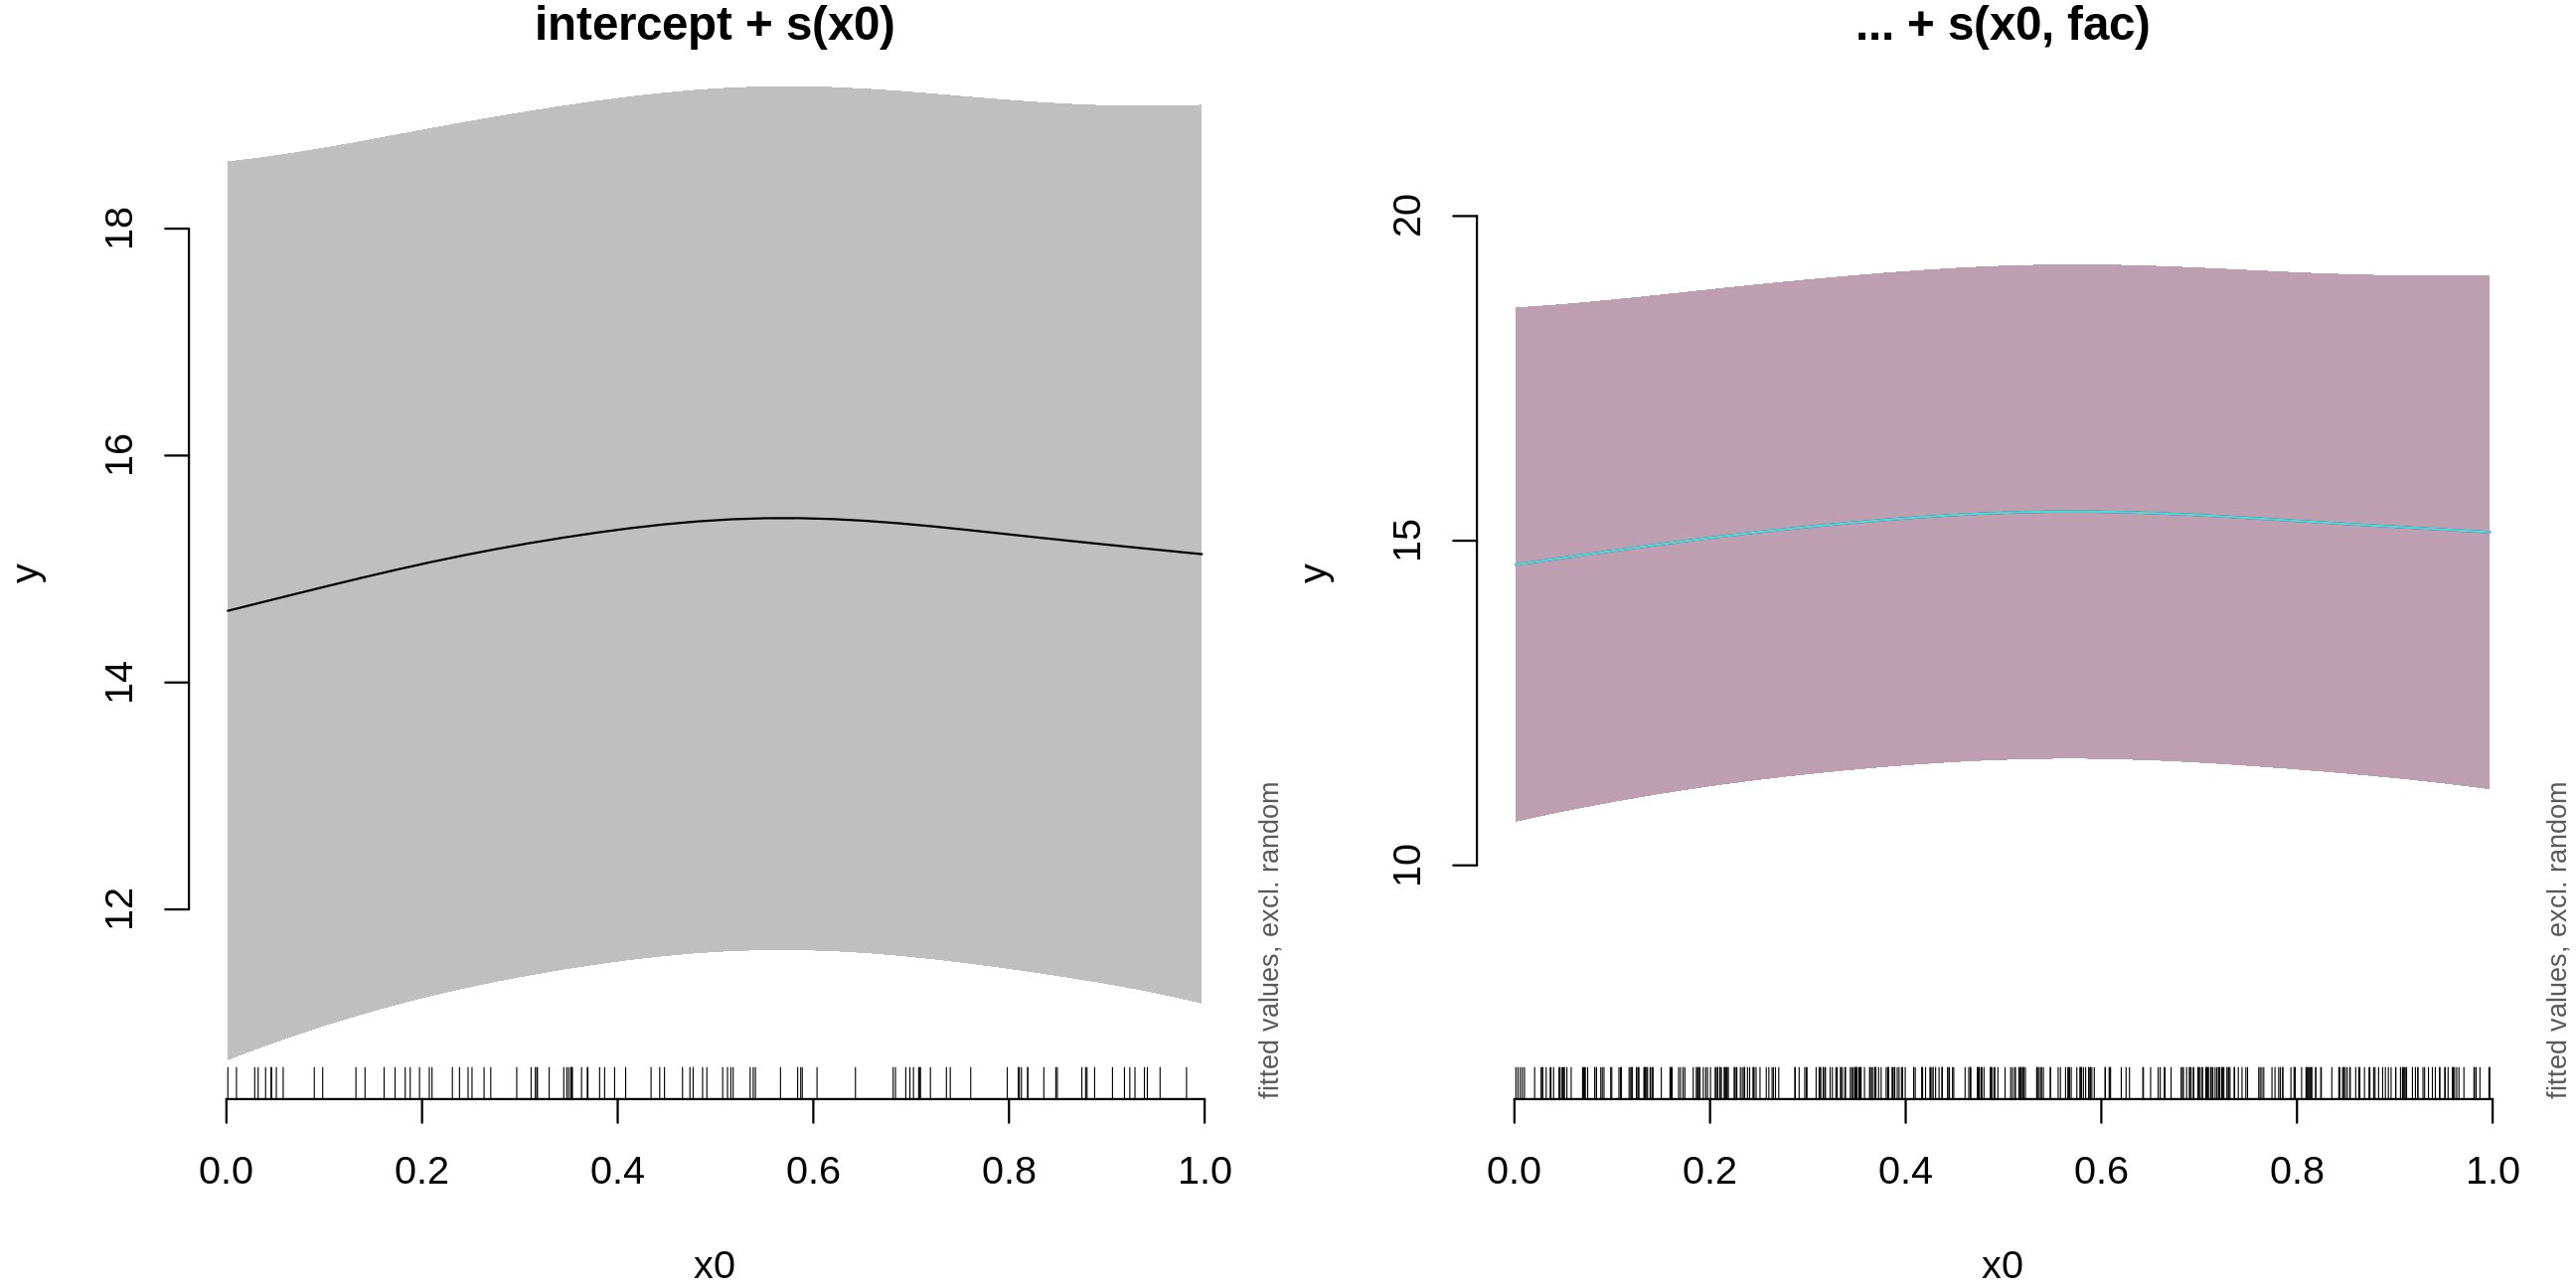 intercept + s(x0)
18
16
14
12
y
0.0 0.2 0.4 0.6 0.8 1.0
x0
fitted values, excl. random
... + s(x0, fac)
20
15
10
y
0.0 0.2 0.4 0.6 0.8 1.0
x0
fitted values, excl. random